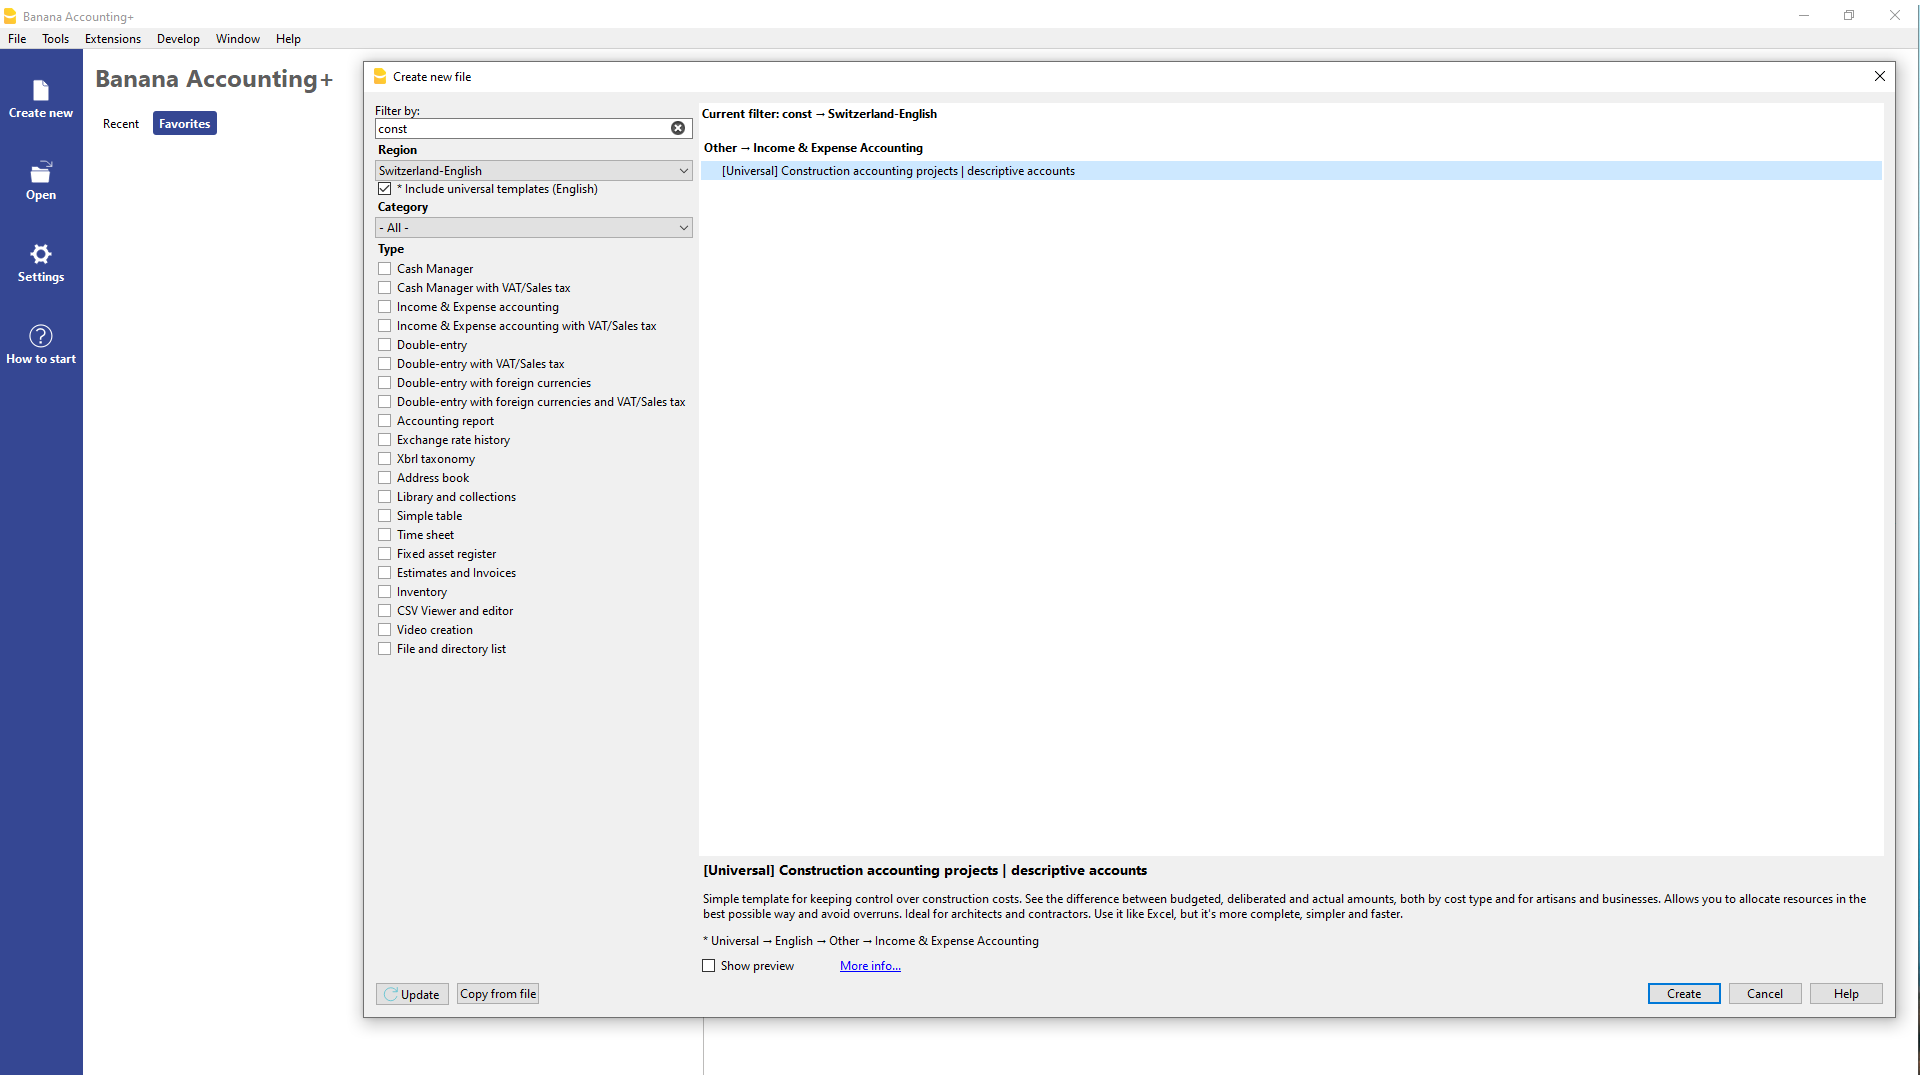 Banana Accounting+
File Tools Extensions Develop Window Help
Create new
Open
Settings
How to start
Banana Accounting+
Recent Favorites
Create new file
Filter by:
const
Region
Switzerland-English
* Include universal templates (English)
Category
- All -
Type
Cash Manager
Cash Manager with VAT/Sales tax
Income & Expense accounting
Income & Expense accounting with VAT/Sales tax
Double-entry
Double-entry with VAT/Sales tax
Double-entry with foreign currencies
Double-entry with foreign currencies and VAT/Sales tax
Accounting report
Exchange rate history
Xbrl taxonomy
Address book
Library and collections
Simple table
Time sheet
Fixed asset register
Estimates and Invoices
Inventory
CSV Viewer and editor
Video creation
File and directory list
Current filter: const → Switzerland-English
Other → Income & Expense Accounting
[Universal] Construction accounting projects | descriptive accounts
[Universal] Construction accounting projects | descriptive accounts
Simple template for keeping control over construction costs. See the difference between budgeted, deliberated and actual amounts, both by cost type and for artisans and businesses. Allows you to allocate resources in the
best possible way and avoid overruns. Ideal for architects and contractors. Use it like Excel, but it's more complete, simpler and faster.
* Universal → English → Other → Income & Expense Accounting
Show preview More info...
Update Copy from file Create Cancel Help